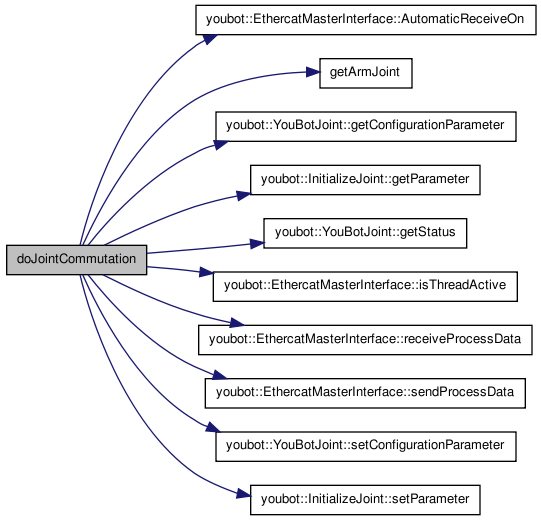 youbot::EthercatMasterInterface::AutomaticReceiveOn
getArmJoint
youbot::YouBotJoint::getConfigurationParameter
youbot::InitializeJoint::getParameter
youbot::YouBotJoint::getStatus
doJointCommutation
youbot::EthercatMasterInterface::isThreadActive
youbot::EthercatMasterInterface::receiveProcessData
youbot::EthercatMasterInterface::sendProcessData
youbot::YouBotJoint::setConfigurationParameter
youbot::InitializeJoint::setParameter